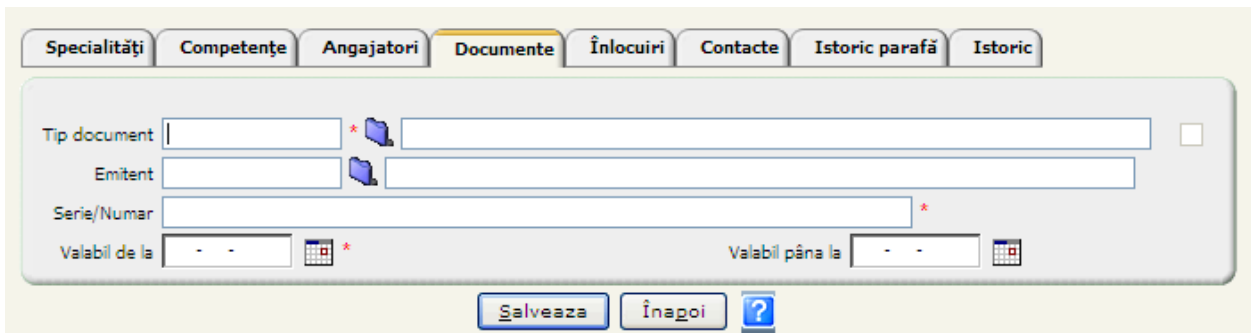 Specialități Competențe Angajatori Documente Înlocuiri Contacte Istoric parafă Istoric
Tip document *
Emitent
Serie/Numar *
Valabil de la - - * Valabil pâna la - -
Salveaza Înapoi ?